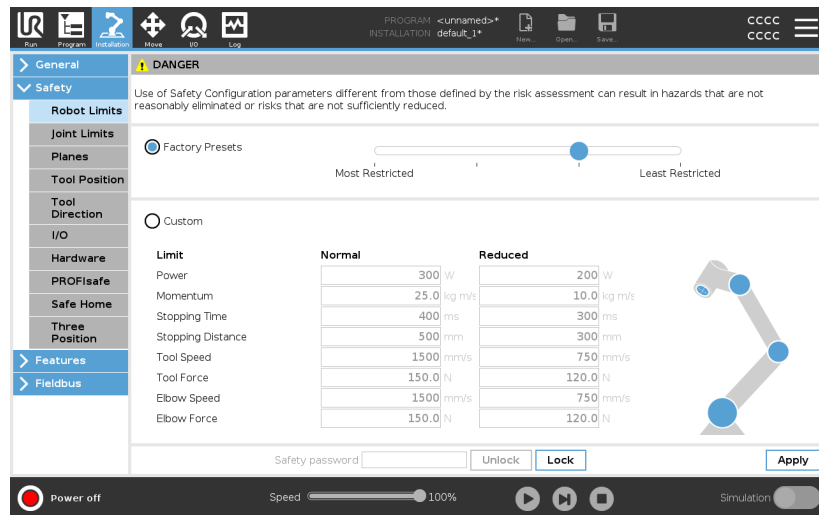 PROGRAM <unnamed>*
INSTALLATION default_1*
cccc
cccc
Run Program Installation Move I/O Log New... Open... Save...
General
Safety
Robot Limits
Joint Limits
Planes
Tool Position
Tool
Direction
I/O
Hardware
PROFIsafe
Safe Home
Three
Position
Features
Fieldbus
DANGER
Use of Safety Configuration parameters different from those defined by the risk assessment can result in hazards that are not
reasonably eliminated or risks that are not sufficiently reduced.
Factory Presets
Most Restricted Least Restricted
Custom
Limit Normal Reduced
Power 300 W 200 W
Momentum 25.0 kg m/s 10.0 kg m/s
Stopping Time 400 ms 300 ms
Stopping Distance 500 mm 300 mm
Tool Speed 1500 mm/s 750 mm/s
Tool Force 150.0 N 120.0 N
Elbow Speed 1500 mm/s 750 mm/s
Elbow Force 150.0 N 120.0 N
Safety password Unlock Lock Apply
Power off Speed 100% Simulation